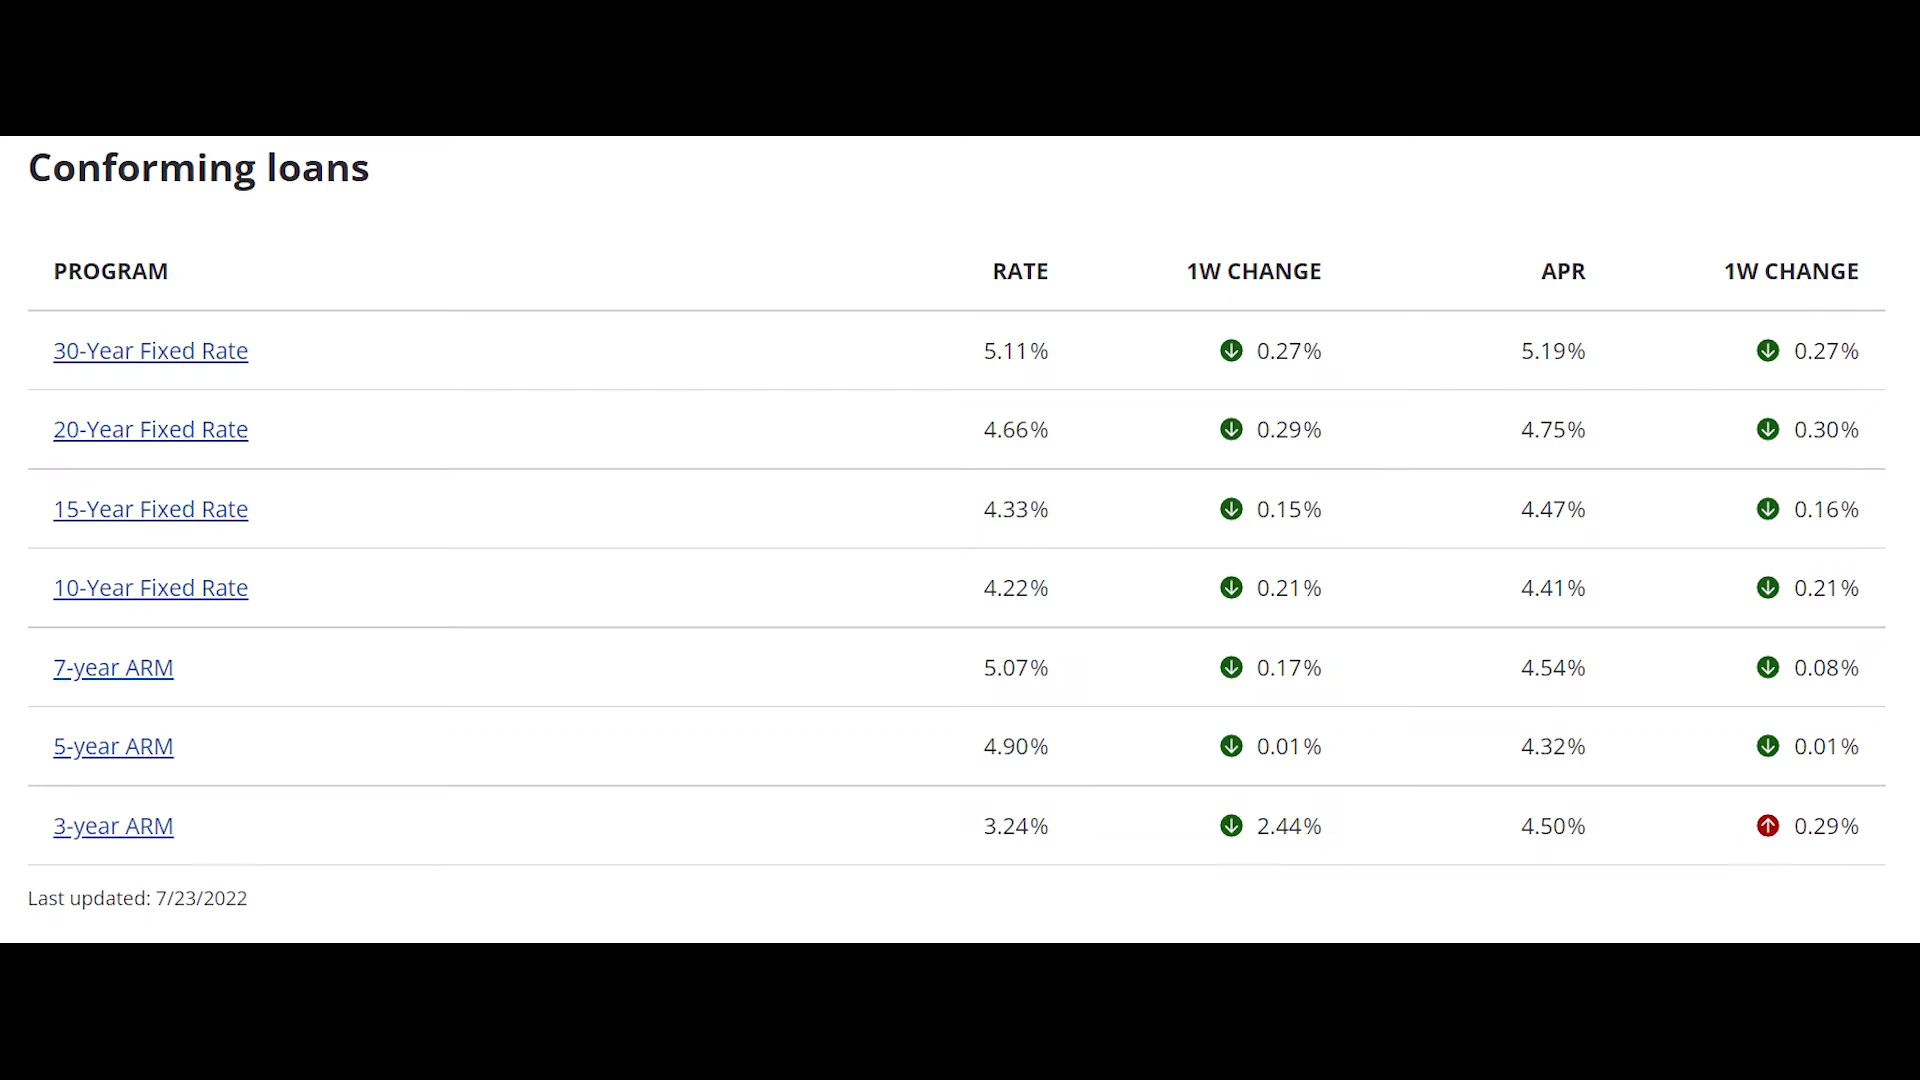 Conforming loans
PROGRAM RATE 1W CHANGE APR 1W CHANGE
30-Year Fixed Rate 5.11% 0.27% 5.19% 0.27%
20-Year Fixed Rate 4.66% 0.29% 4.75% 0.30%
15-Year Fixed Rate 4.33% 0.15% 4.47% 0.16%
10-Year Fixed Rate 4.22% 0.21% 4.41% 0.21%
7-year ARM 5.07% 0.17% 4.54% 0.08%
5-year ARM 4.90% 0.01% 4.32% 0.01%
3-year ARM 3.24% 2.44% 4.50% 0.29%
Last updated: 7/23/2022